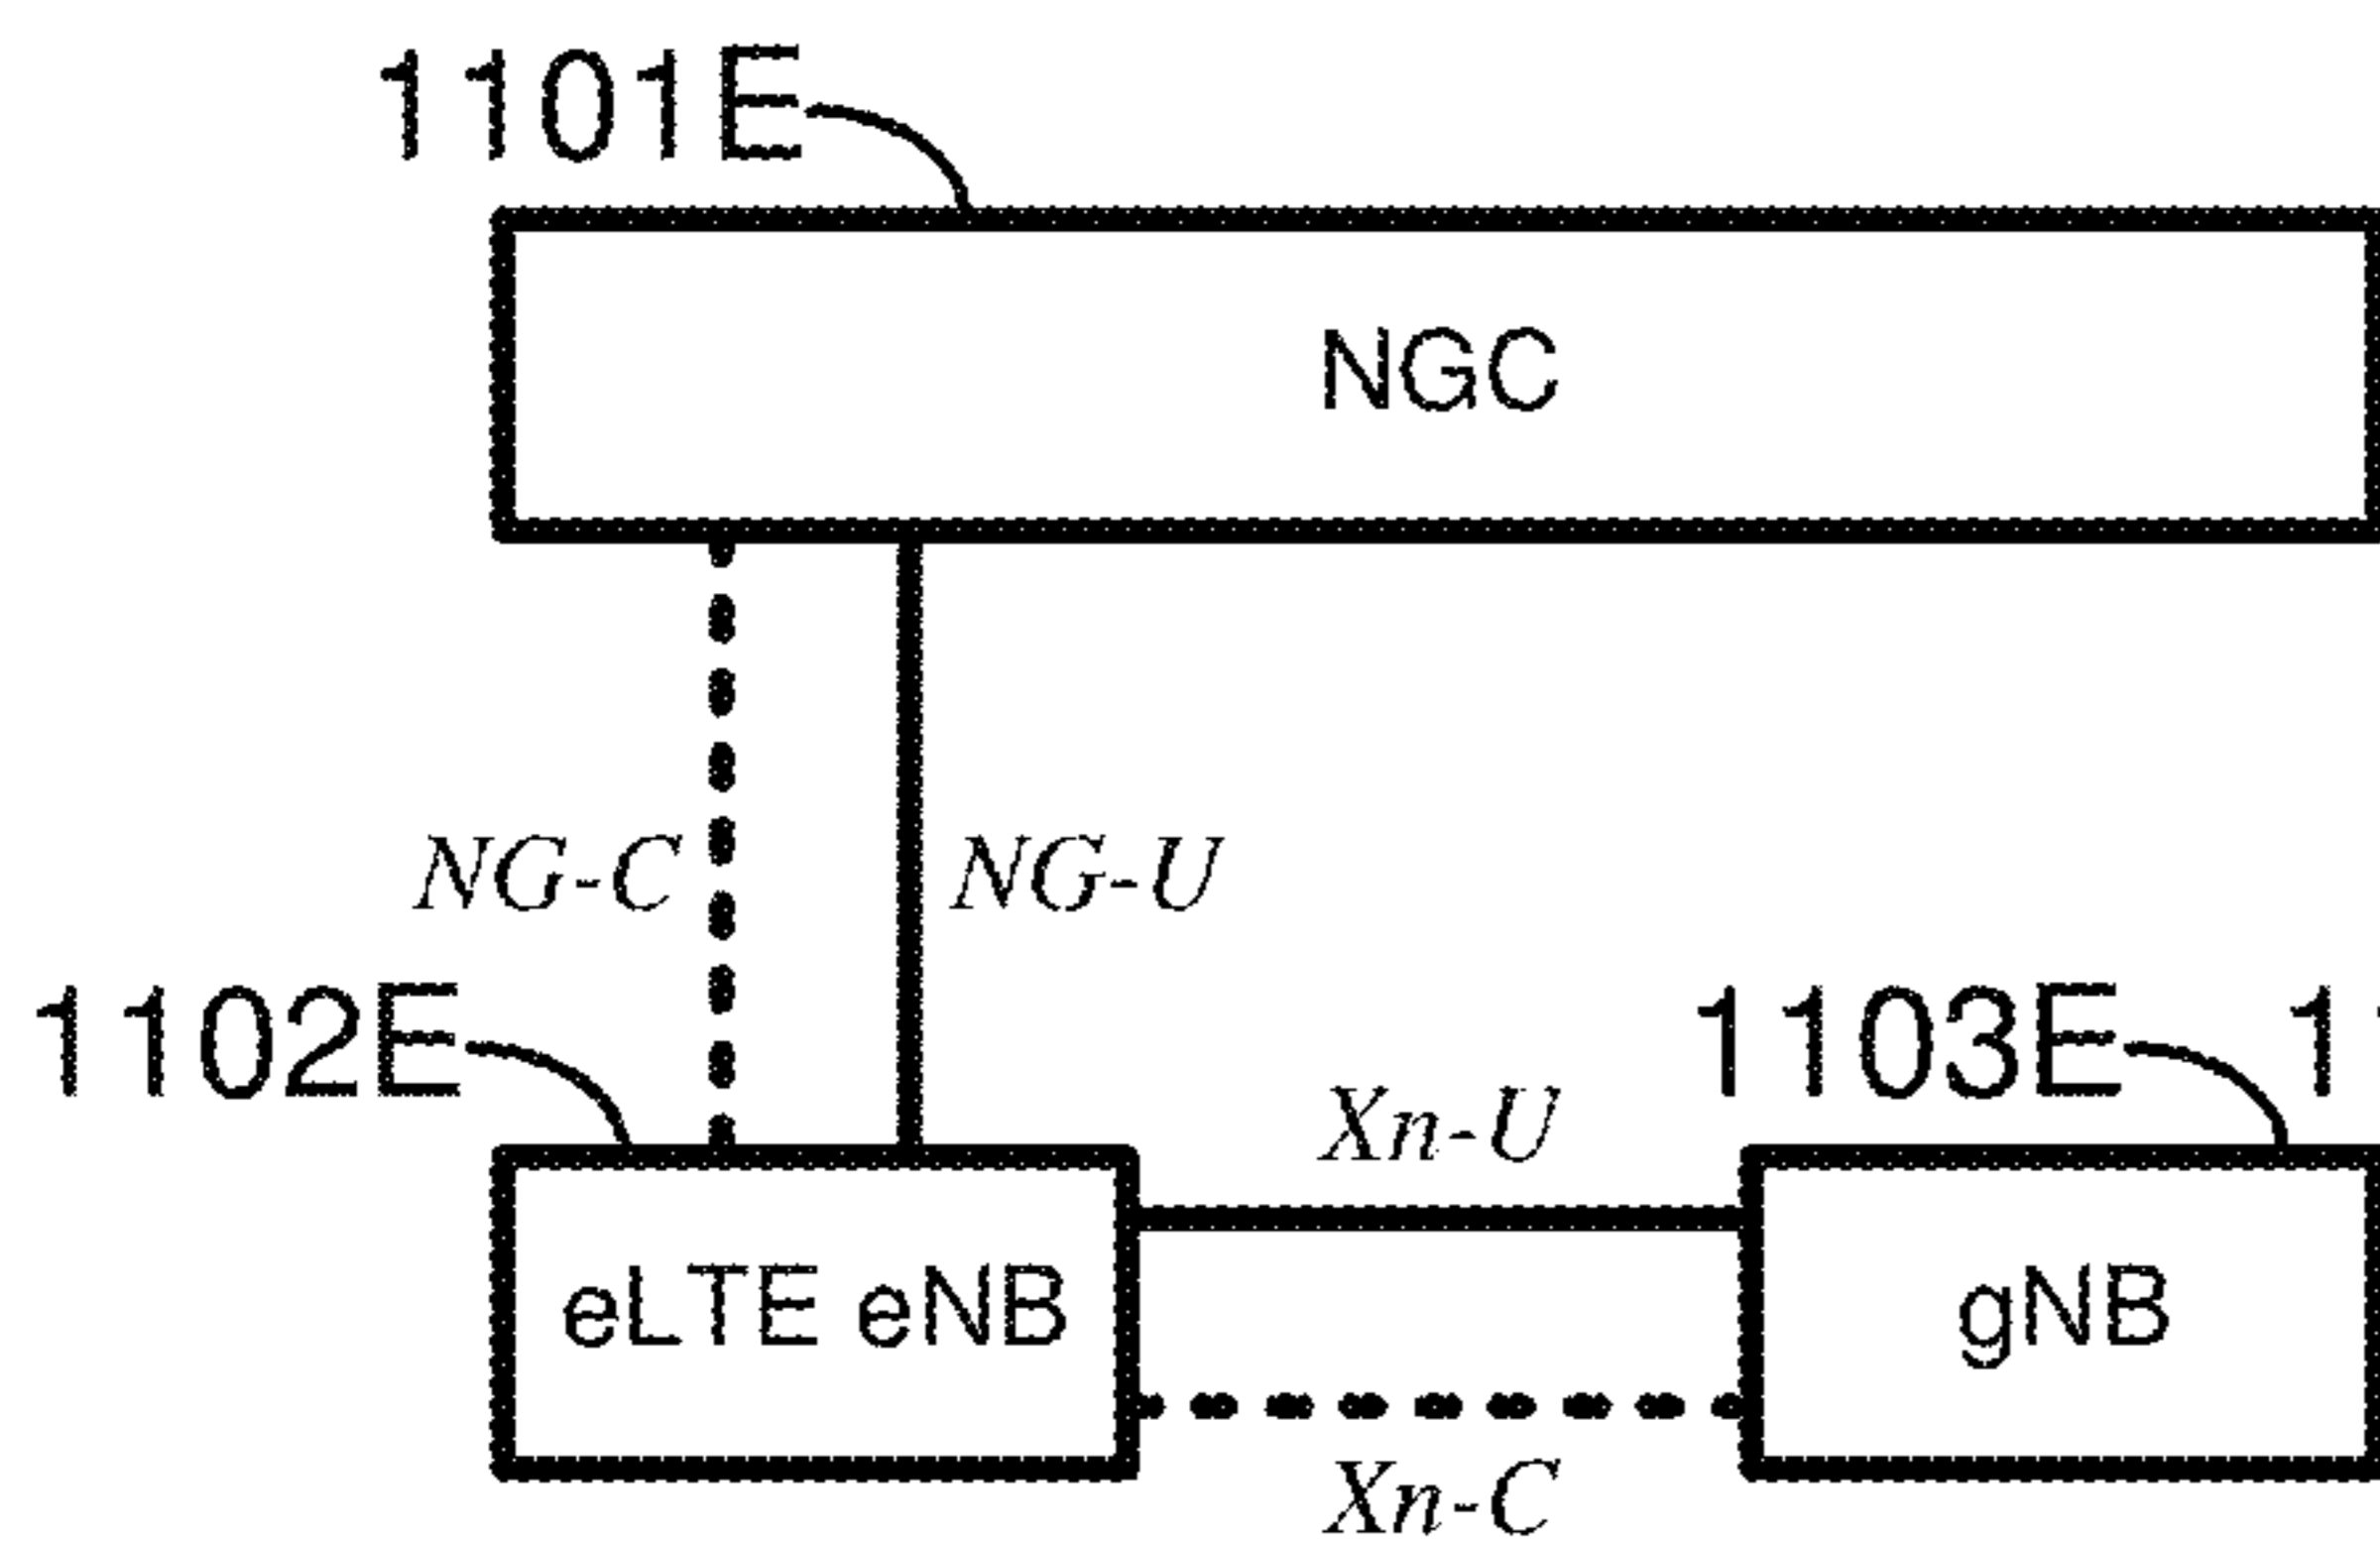 1101E
NGC
NG-C NG-U
1102E
1103E
Xn-U
eLTE eNB
gNB
Xn-C